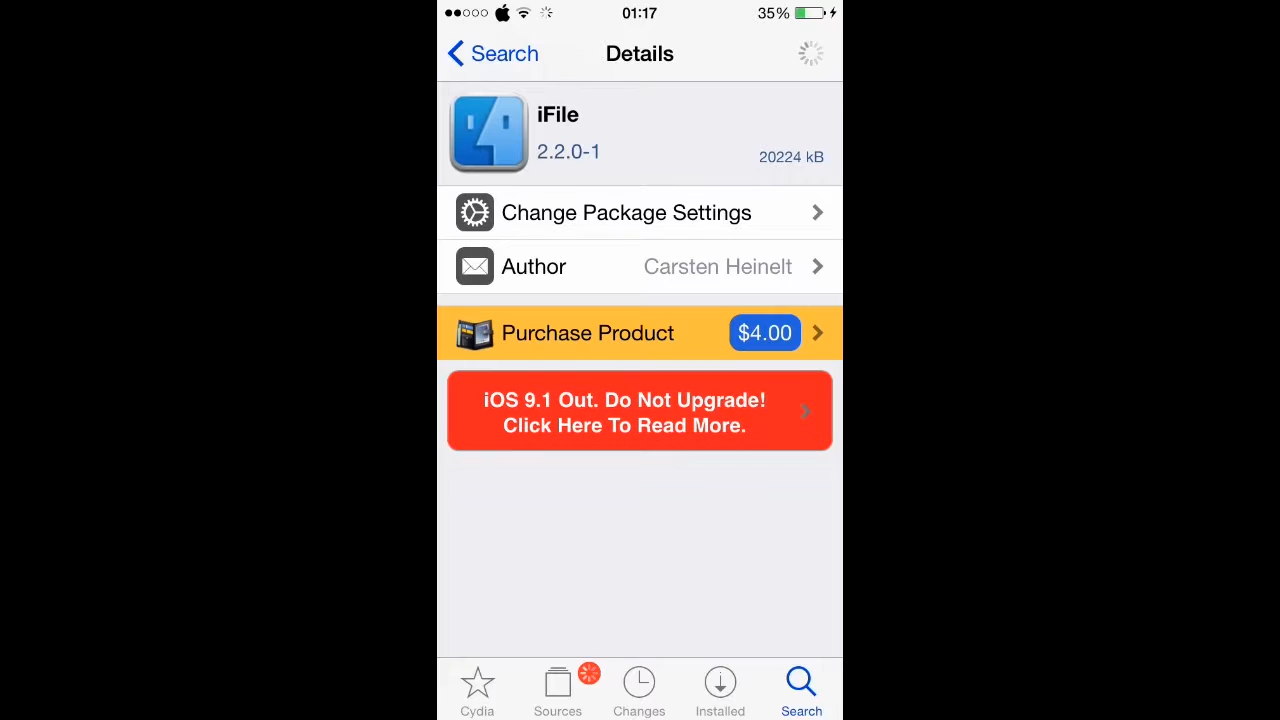 01:17
35%
Search
Details
iFile
2.2.0-1
20224 kB
Change Package Settings
Author
Carsten Heinelt
Purchase Product
$4.00
iOS 9.1 Out. Do Not Upgrade!
Click Here To Read More.
Cydia
Sources
Changes
Installed
Search